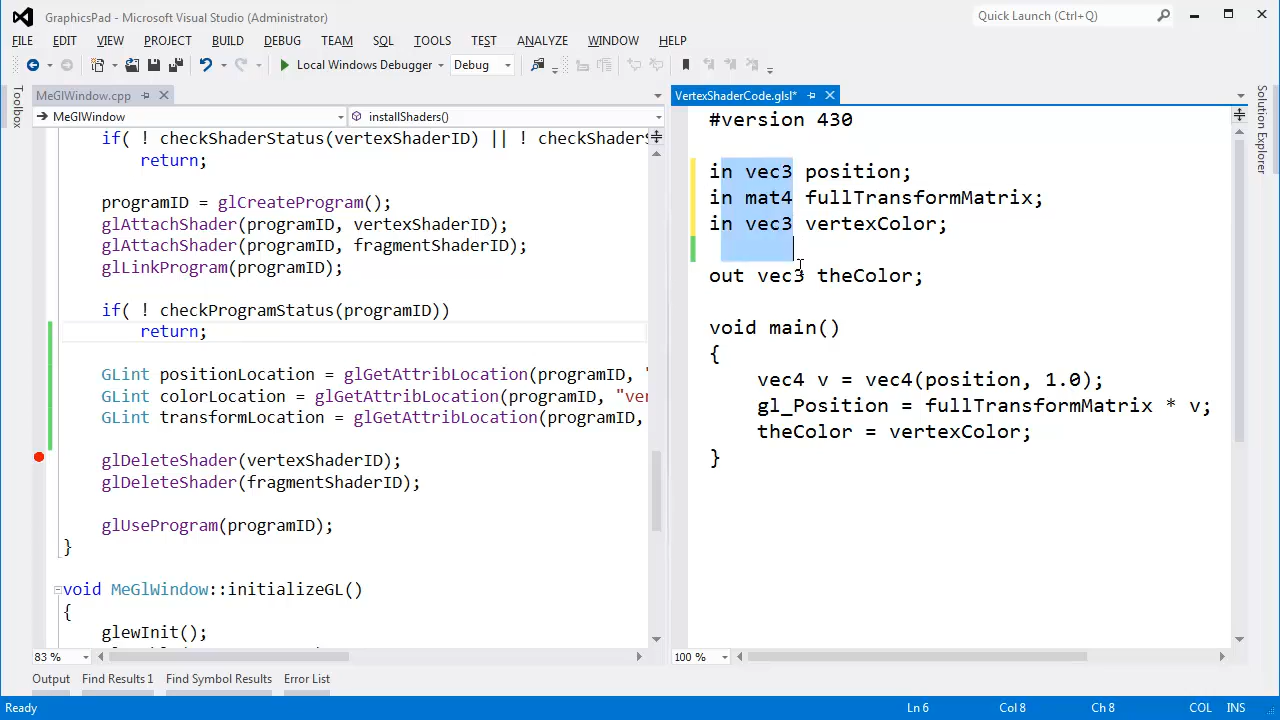 GraphicsPad - Microsoft Visual Studio (Administrator)
Quick Launch (Ctrl+Q)
FILE EDIT VIEW PROJECT BUILD DEBUG TEAM SQL TOOLS TEST ANALYZE WINDOW HELP
Local Windows Debugger Debug
Toolbox
MeGlWindow.cpp
MeGlWindow installShaders()
if( ! checkShaderStatus(vertexShaderID) || ! checkShaderS
return;
programID = glCreateProgram();
glAttachShader(programID, vertexShaderID);
glAttachShader(programID, fragmentShaderID);
glLinkProgram(programID);
if( ! checkProgramStatus(programID))
return;
GLint positionLocation = glGetAttribLocation(programID, "
GLint colorLocation = glGetAttribLocation(programID, "ver
GLint transformLocation = glGetAttribLocation(programID,
glDeleteShader(vertexShaderID);
glDeleteShader(fragmentShaderID);
glUseProgram(programID);
}
void MeGlWindow::initializeGL()
{
glewInit();
83 %
VertexShaderCode.glsl*
#version 430
in vec3 position;
in mat4 fullTransformMatrix;
in vec3 vertexColor;
out vec3 theColor;
void main()
{
vec4 v = vec4(position, 1.0);
gl_Position = fullTransformMatrix * v;
theColor = vertexColor;
}
100 %
Solution Explorer
Output Find Results 1 Find Symbol Results Error List
Ready Ln 6 Col 8 Ch 8 COL INS